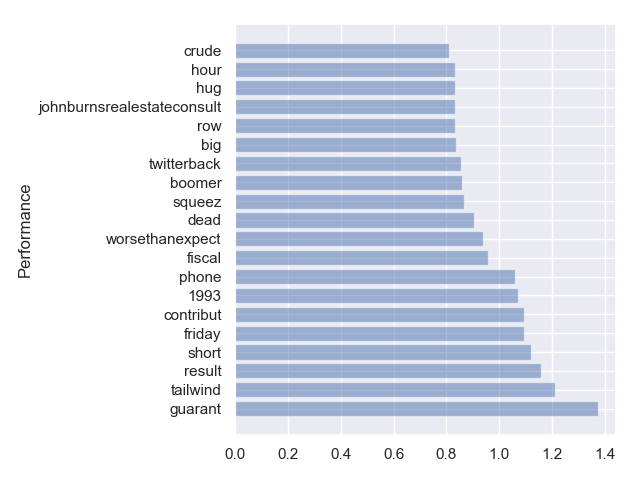 crude
hour
hug
johnburnsrealestateconsult
row
big
twitterback
boomer
squeez
dead
worsethanexpect
fiscal
phone
1993
contribut
friday
short
result
tailwind
guarant
Performance
0.0 0.2 0.4 0.6 0.8 1.0 1.2 1.4